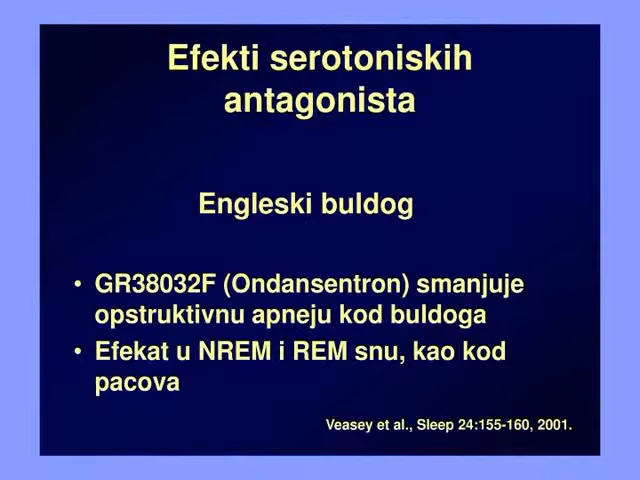 Efekti serotoniskih
antagonista
Engleski buldog
• GR38032F (Ondansentron) smanjuje
opstruktivnu apneju kod buldoga
• Efekat u NREM i REM snu, kao kod
pacova
Veasey et al., Sleep 24:155-160, 2001.